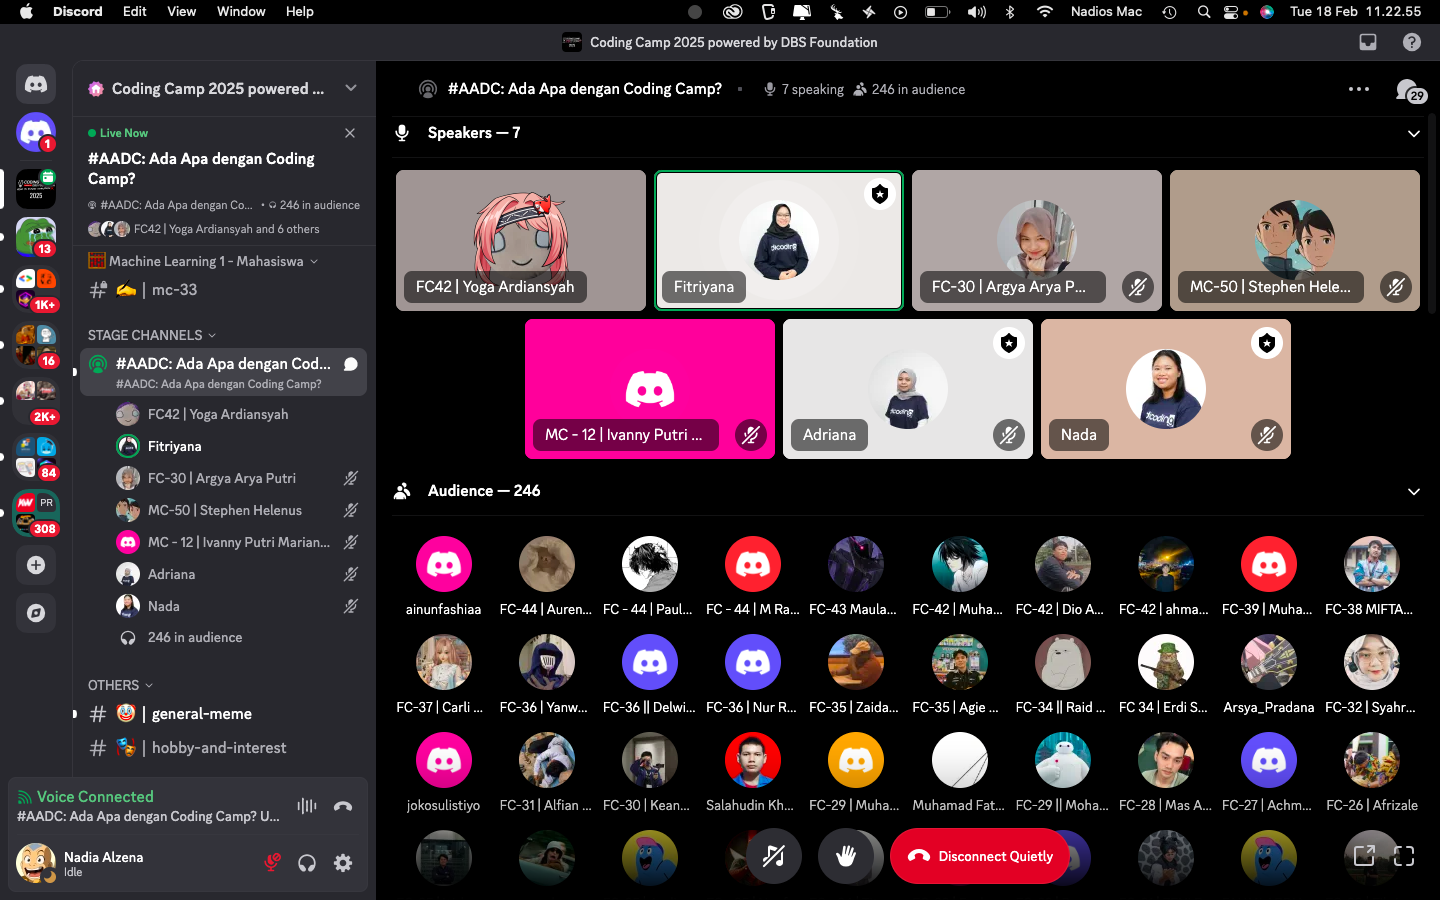 Discord Edit View Window Help Nadios Mac Tue 18 Feb 11.22.55
Coding Camp 2025 powered by DBS Foundation
Coding Camp 2025 powered ...
Live Now
#AADC: Ada Apa dengan Coding
Camp?
#AADC: Ada Apa dengan Co... • 246 in audience
FC42 | Yoga Ardiansyah and 6 others
Machine Learning 1 - Mahasiswa
# ✍️ | mc-33
STAGE CHANNELS
#AADC: Ada Apa dengan Cod...
#AADC: Ada Apa dengan Coding Camp?
FC42 | Yoga Ardiansyah
Fitriyana
FC-30 | Argya Arya Putri
MC-50 | Stephen Helenus
MC - 12 | Ivanny Putri Marian...
Adriana
Nada
246 in audience
OTHERS
# 🤡 | general-meme
# 🎭 | hobby-and-interest
Voice Connected
#AADC: Ada Apa dengan Coding Camp? U...
Nadia Alzena
Idle
1
2025
13
1K+
16
2K+
84
PR
308
#AADC: Ada Apa dengan Coding Camp? 7 speaking 246 in audience 29
Speakers — 7
FC42 | Yoga Ardiansyah Fitriyana FC-30 | Argya Arya P... MC-50 | Stephen Hele...
MC - 12 | Ivanny Putri ... Adriana Nada
Audience — 246
ainunfashiaa FC-44 | Auren... FC - 44 | Paul... FC - 44 | M Ra... FC-43 Maula... FC-42 | Muha... FC-42 | Dio A... FC-42 | ahma... FC-39 | Muha... FC-38 MIFTA...
FC-37 | Carli ... FC-36 | Yanw... FC-36 || Delwi... FC-36 | Nur R... FC-35 | Zaida... FC-35 | Agie ... FC-34 || Raid ... FC 34 | Erdi S... Arsya_Pradana FC-32 | Syahr...
jokosulistiyo FC-31 | Alfian ... FC-30 | Kean... Salahudin Kh... FC-29 | Muha... Muhamad Fat... FC-29 || Moha... FC-28 | Mas A... FC-27 | Achm... FC-26 | Afrizale
Disconnect Quietly